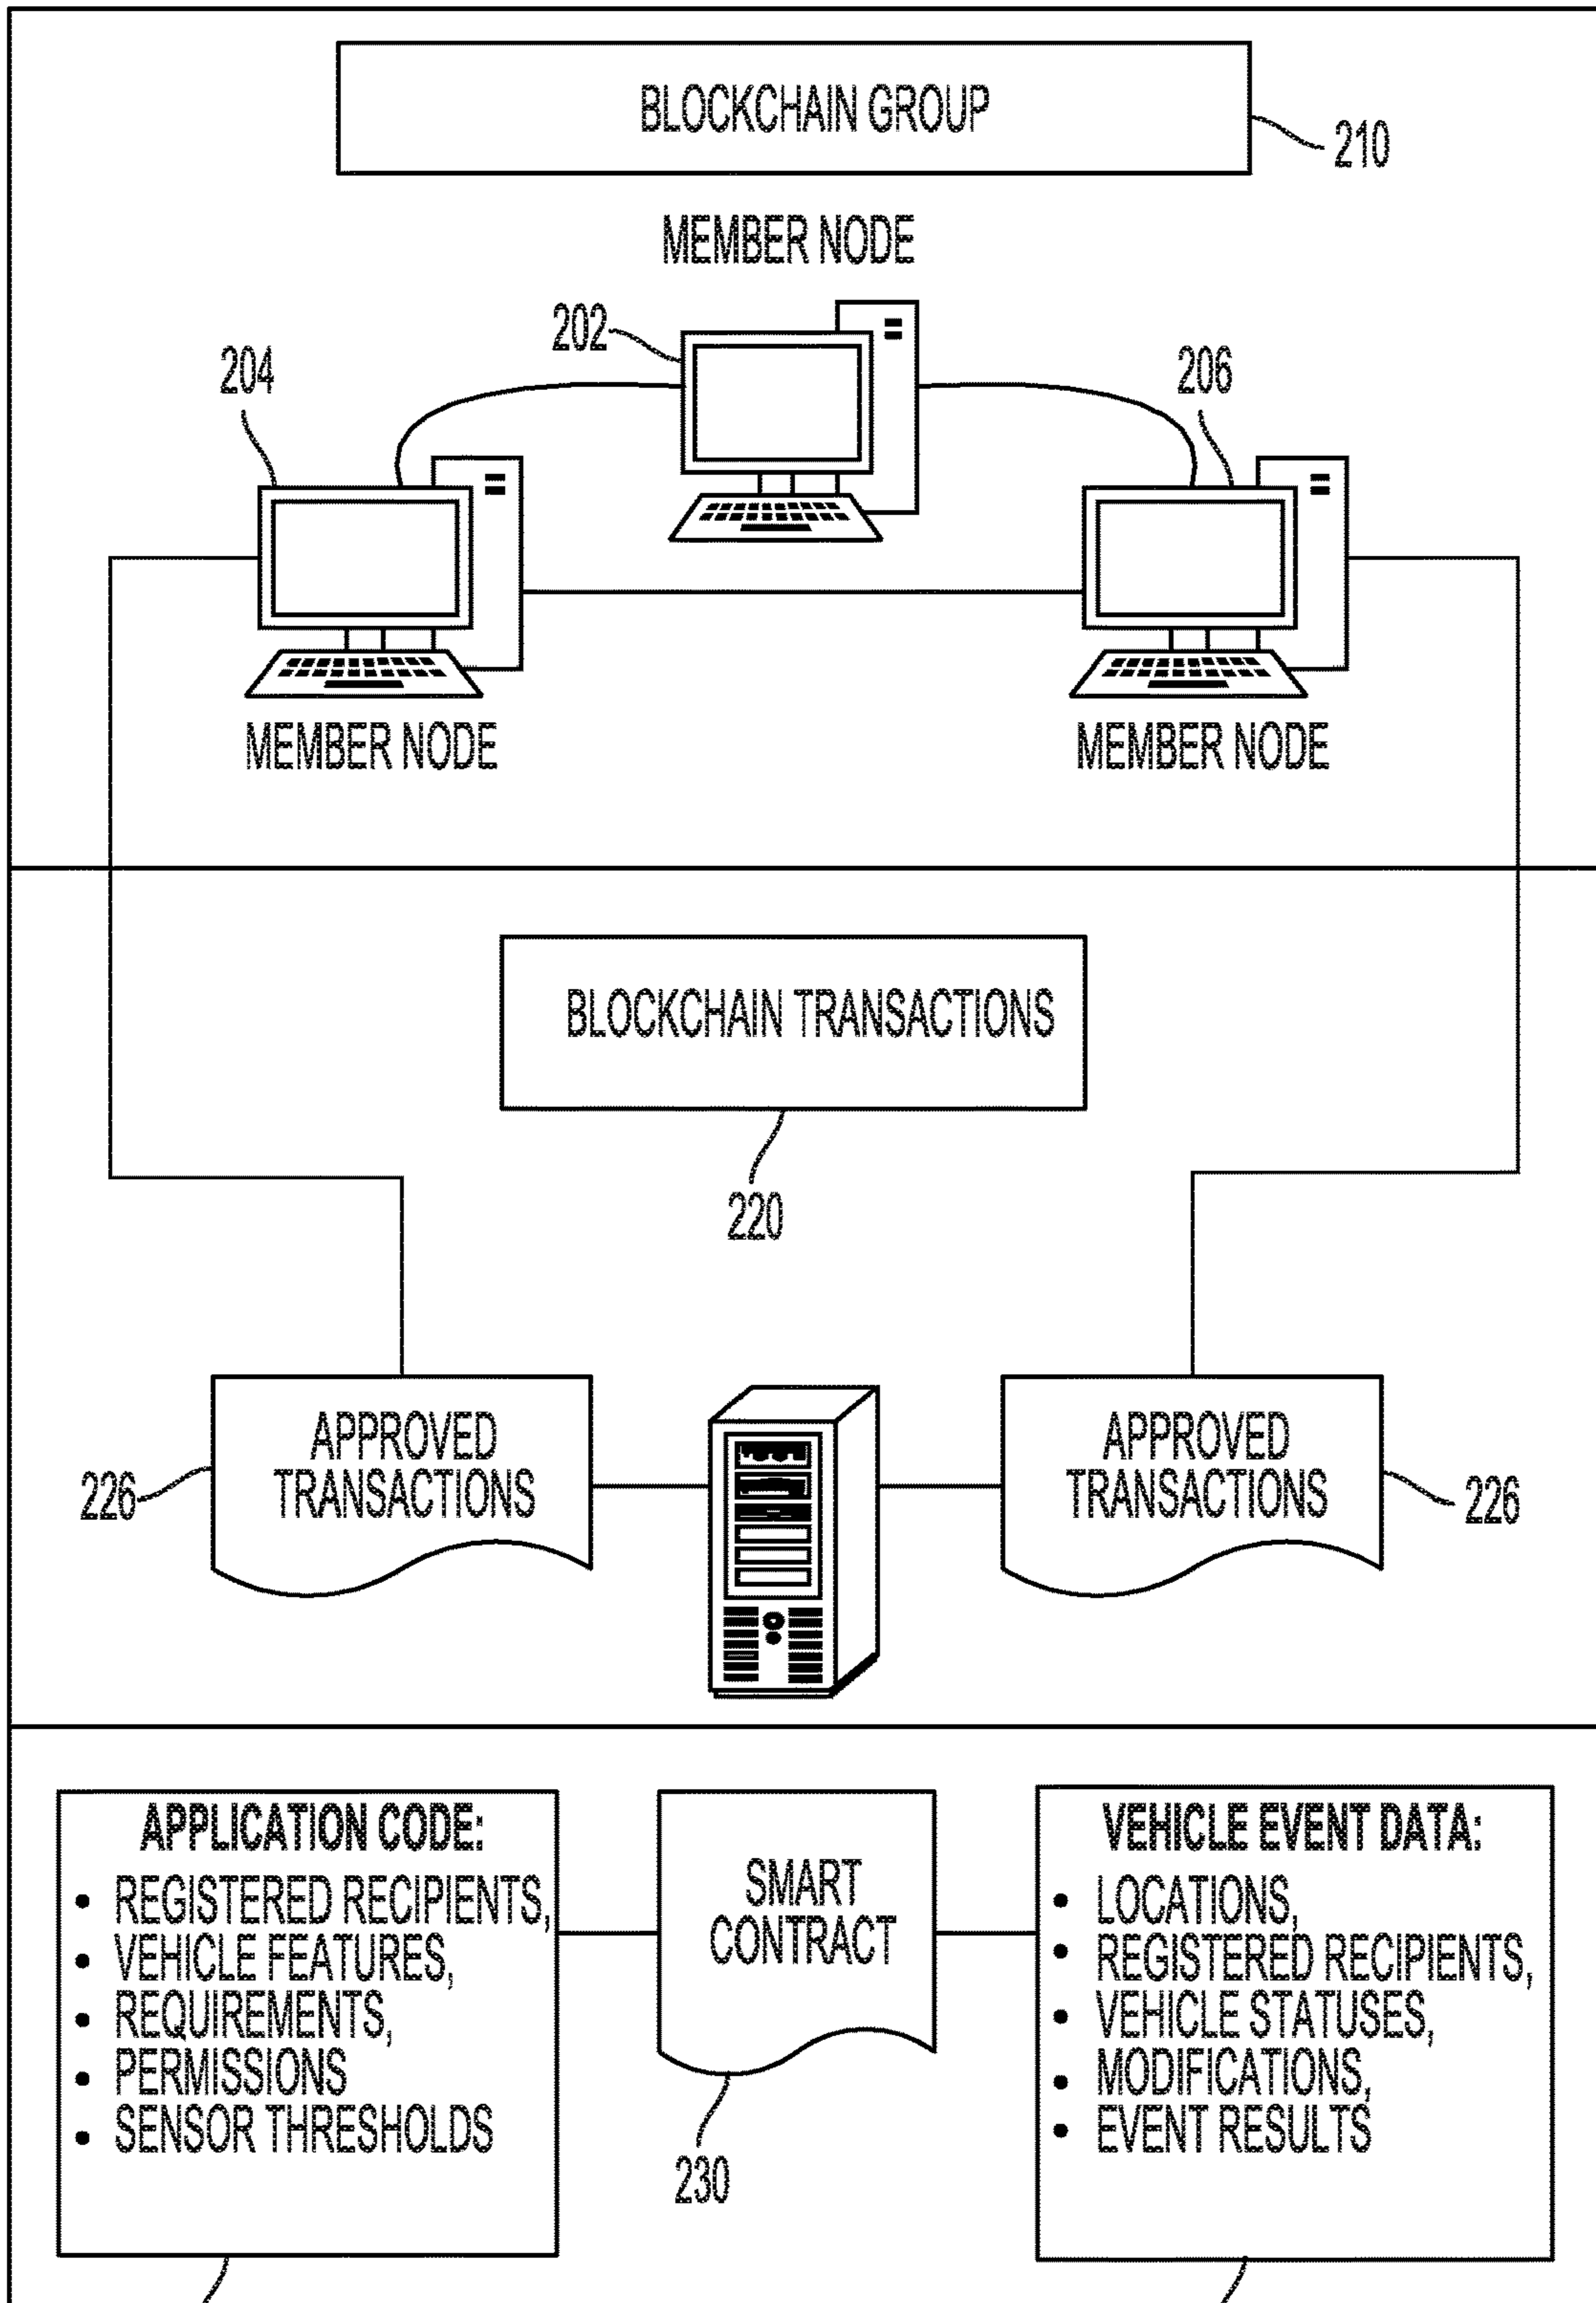 BLOCKCHAIN GROUP
210
MEMBER NODE
202
204
206
MEMBER NODE
MEMBER NODE
BLOCKCHAIN TRANSACTIONS
220
APPROVED
TRANSACTIONS
226
APPROVED
TRANSACTIONS
226
APPLICATION CODE:
• REGISTERED RECIPIENTS,
• VEHICLE FEATURES,
• REQUIREMENTS,
• PERMISSIONS
• SENSOR THRESHOLDS
SMART
CONTRACT
230
VEHICLE EVENT DATA:
• LOCATIONS,
• REGISTERED RECIPIENTS,
• VEHICLE STATUSES,
• MODIFICATIONS,
• EVENT RESULTS